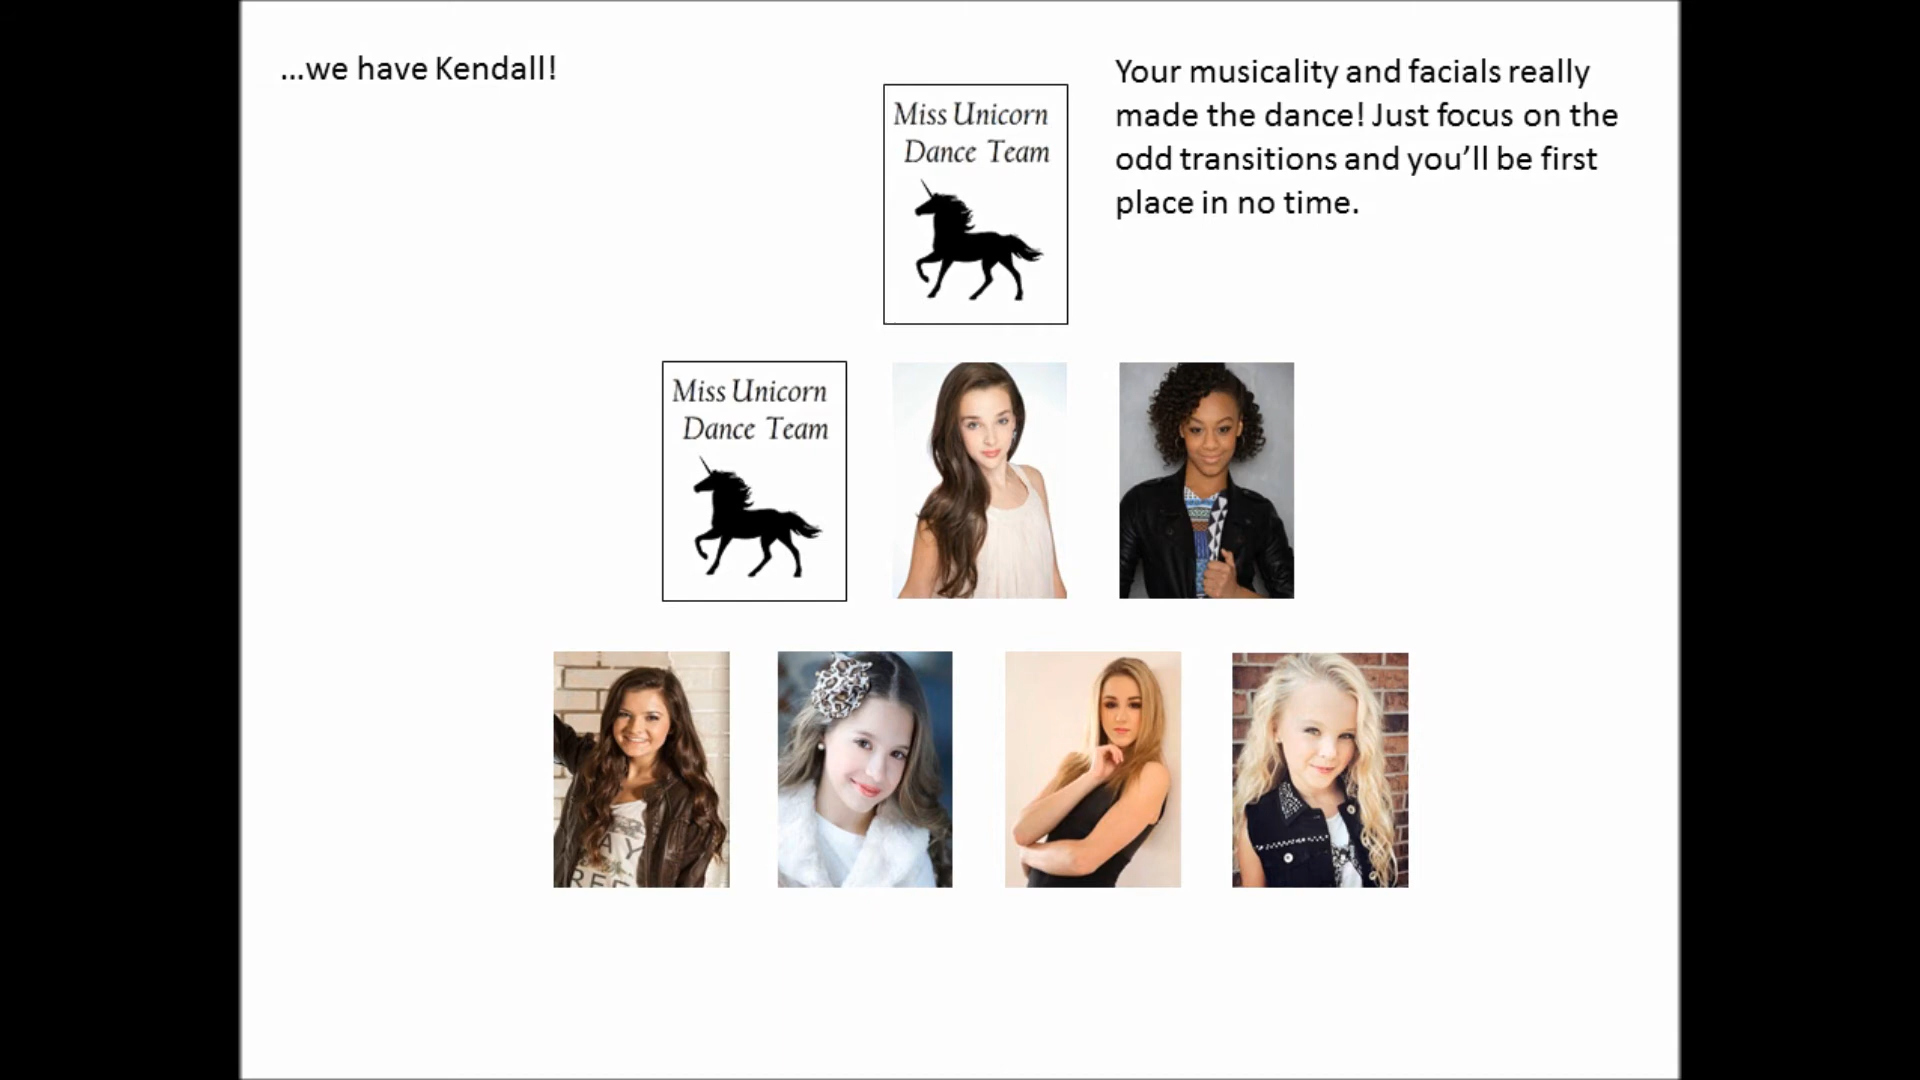 ...we have Kendall!
Your musicality and facials really
made the dance! Just focus on the
odd transitions and you’ll be first
place in no time.
Miss Unicorn
Dance Team
Miss Unicorn
Dance Team